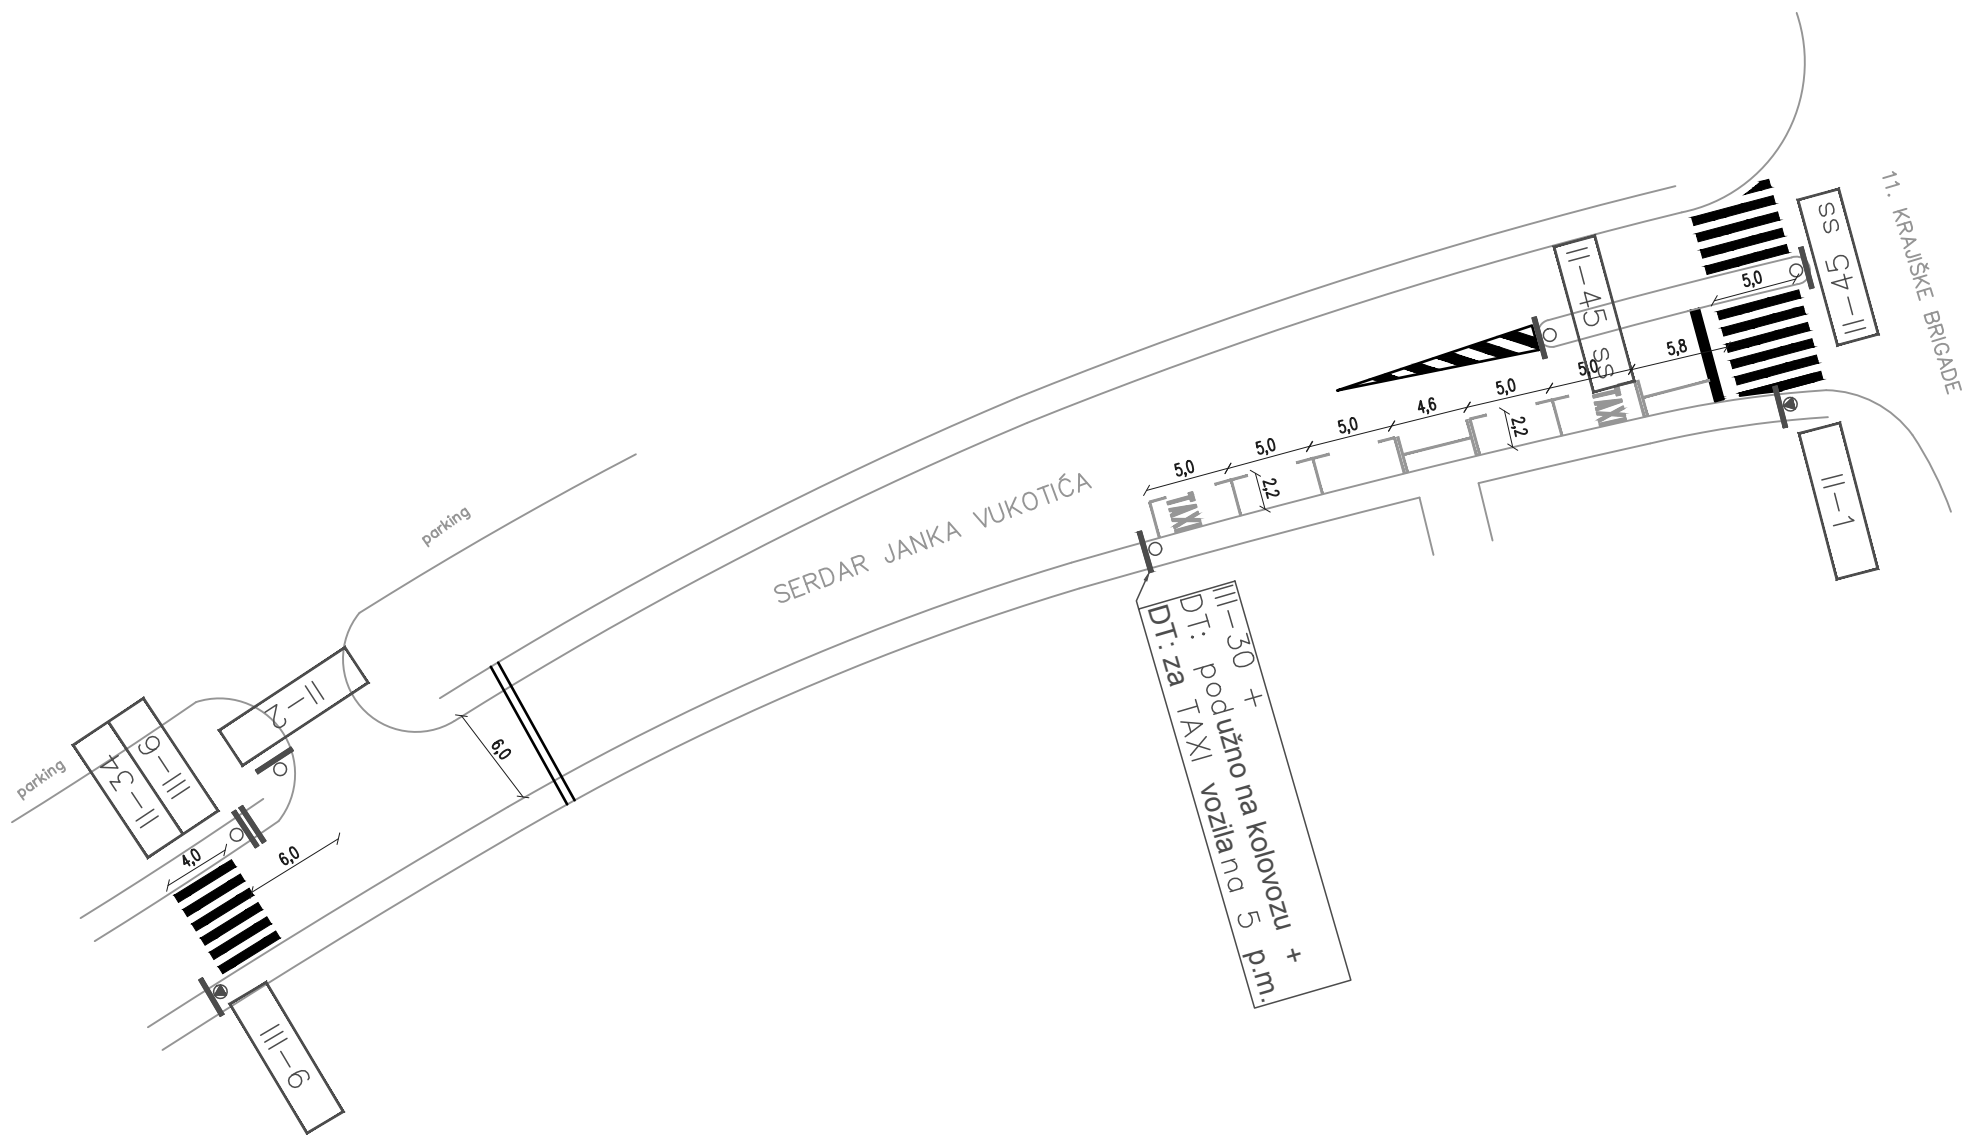 11. KRAJIŠKE BRIGADE
SS II-45
II-45 SS
5,0
5,8
5,0
5,0
4,6
5,0
5,0
5,0
2,2
2,2
TAXI
TAXI
II-1
SERDAR JANKA VUKOTIĆA
III-30 +
DT: podužno na kolovozu +
DT: za TAXI vozila na 5 p.m.
parking
6,0
II-2
parking
III-6
II-34
4,0
6,0
III-6